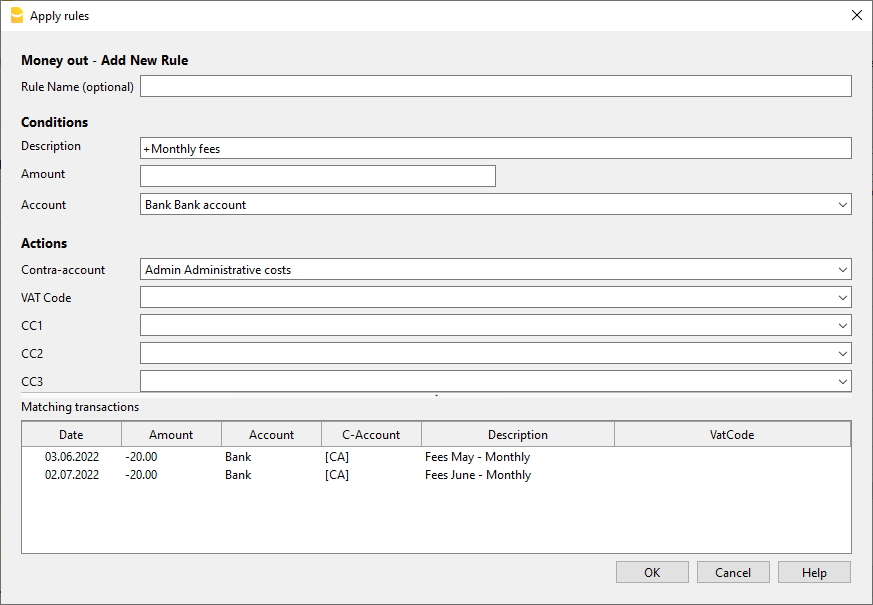 Apply rules
Money out - Add New Rule
Rule Name (optional)
Conditions
Description +Monthly fees
Amount
Account Bank Bank account
Actions
Contra-account Admin Administrative costs
VAT Code
CC1
CC2
CC3
Matching transactions
Date Amount Account C-Account Description VatCode
03.06.2022 -20.00 Bank [CA] Fees May - Monthly
02.07.2022 -20.00 Bank [CA] Fees June - Monthly
OK Cancel Help